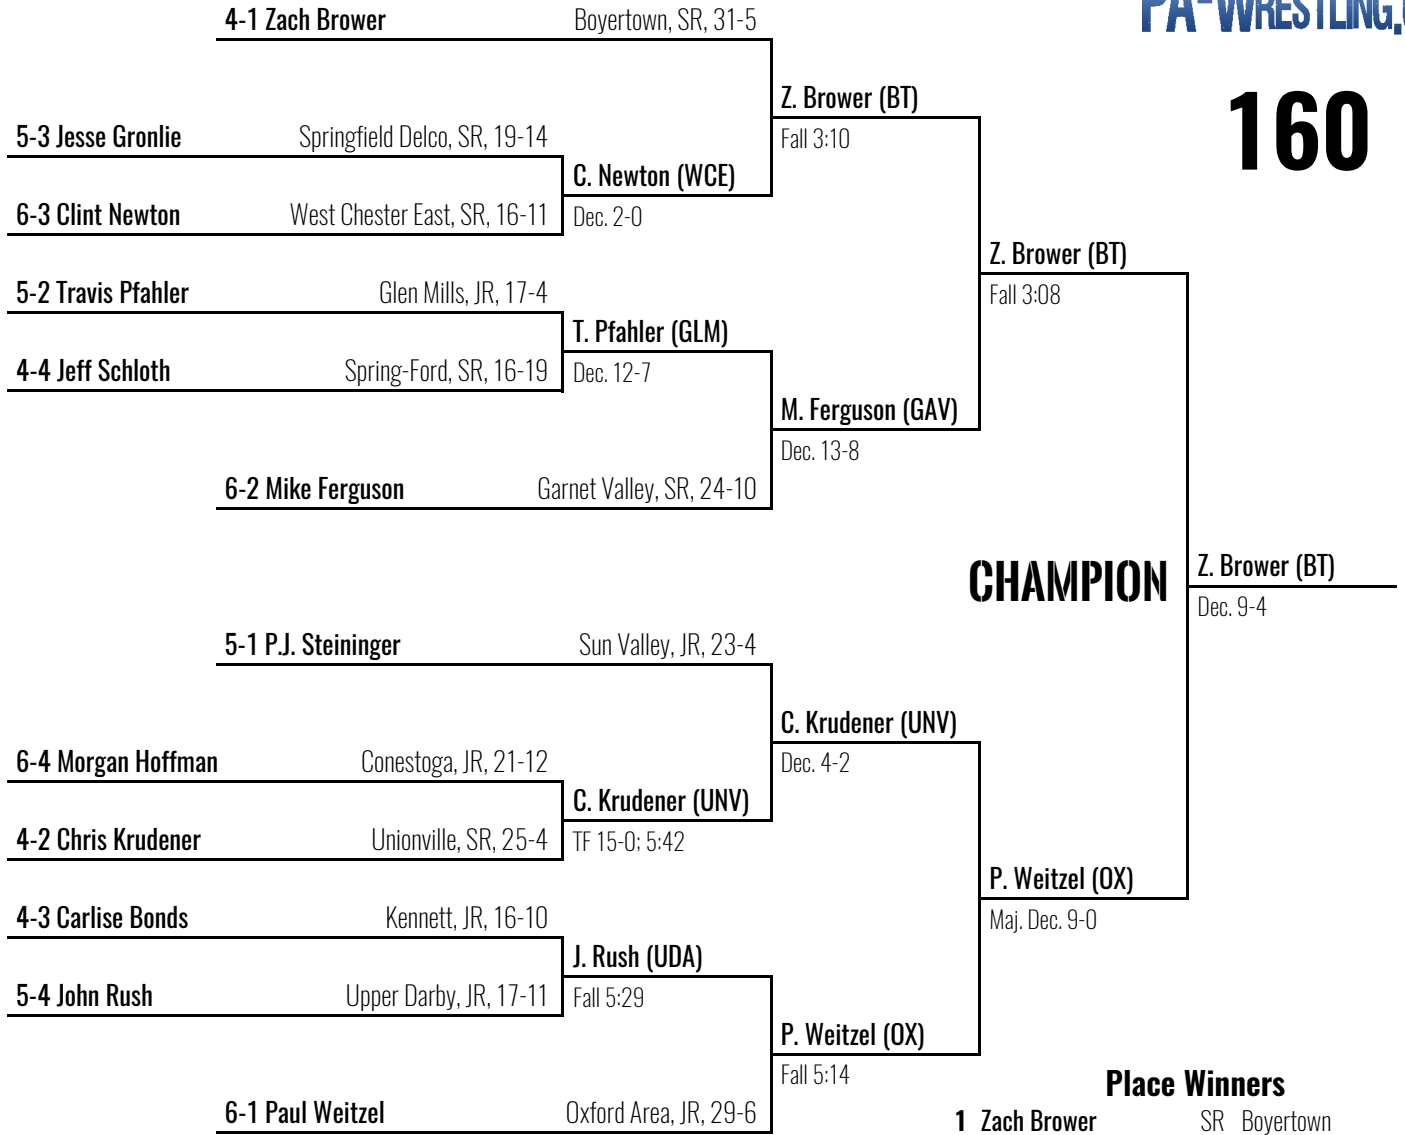 4-1 Zach Brower Boyertown, SR, 31-5
PA-WRESTLING.
160
Z. Brower (BT)
Fall 3:10
5-3 Jesse Gronlie Springfield Delco, SR, 19-14
C. Newton (WCE)
Dec. 2-0
6-3 Clint Newton West Chester East, SR, 16-11
Z. Brower (BT)
Fall 3:08
5-2 Travis Pfahler Glen Mills, JR, 17-4
T. Pfahler (GLM)
Dec. 12-7
4-4 Jeff Schloth Spring-Ford, SR, 16-19
M. Ferguson (GAV)
Dec. 13-8
6-2 Mike Ferguson Garnet Valley, SR, 24-10
CHAMPION
Z. Brower (BT)
Dec. 9-4
5-1 P.J. Steininger Sun Valley, JR, 23-4
C. Krudener (UNV)
Dec. 4-2
6-4 Morgan Hoffman Conestoga, JR, 21-12
C. Krudener (UNV)
TF 15-0; 5:42
4-2 Chris Krudener Unionville, SR, 25-4
P. Weitzel (OX)
Maj. Dec. 9-0
4-3 Carlise Bonds Kennett, JR, 16-10
J. Rush (UDA)
Fall 5:29
5-4 John Rush Upper Darby, JR, 17-11
P. Weitzel (OX)
Fall 5:14
6-1 Paul Weitzel Oxford Area, JR, 29-6
Place Winners
1 Zach Brower SR Boyertown